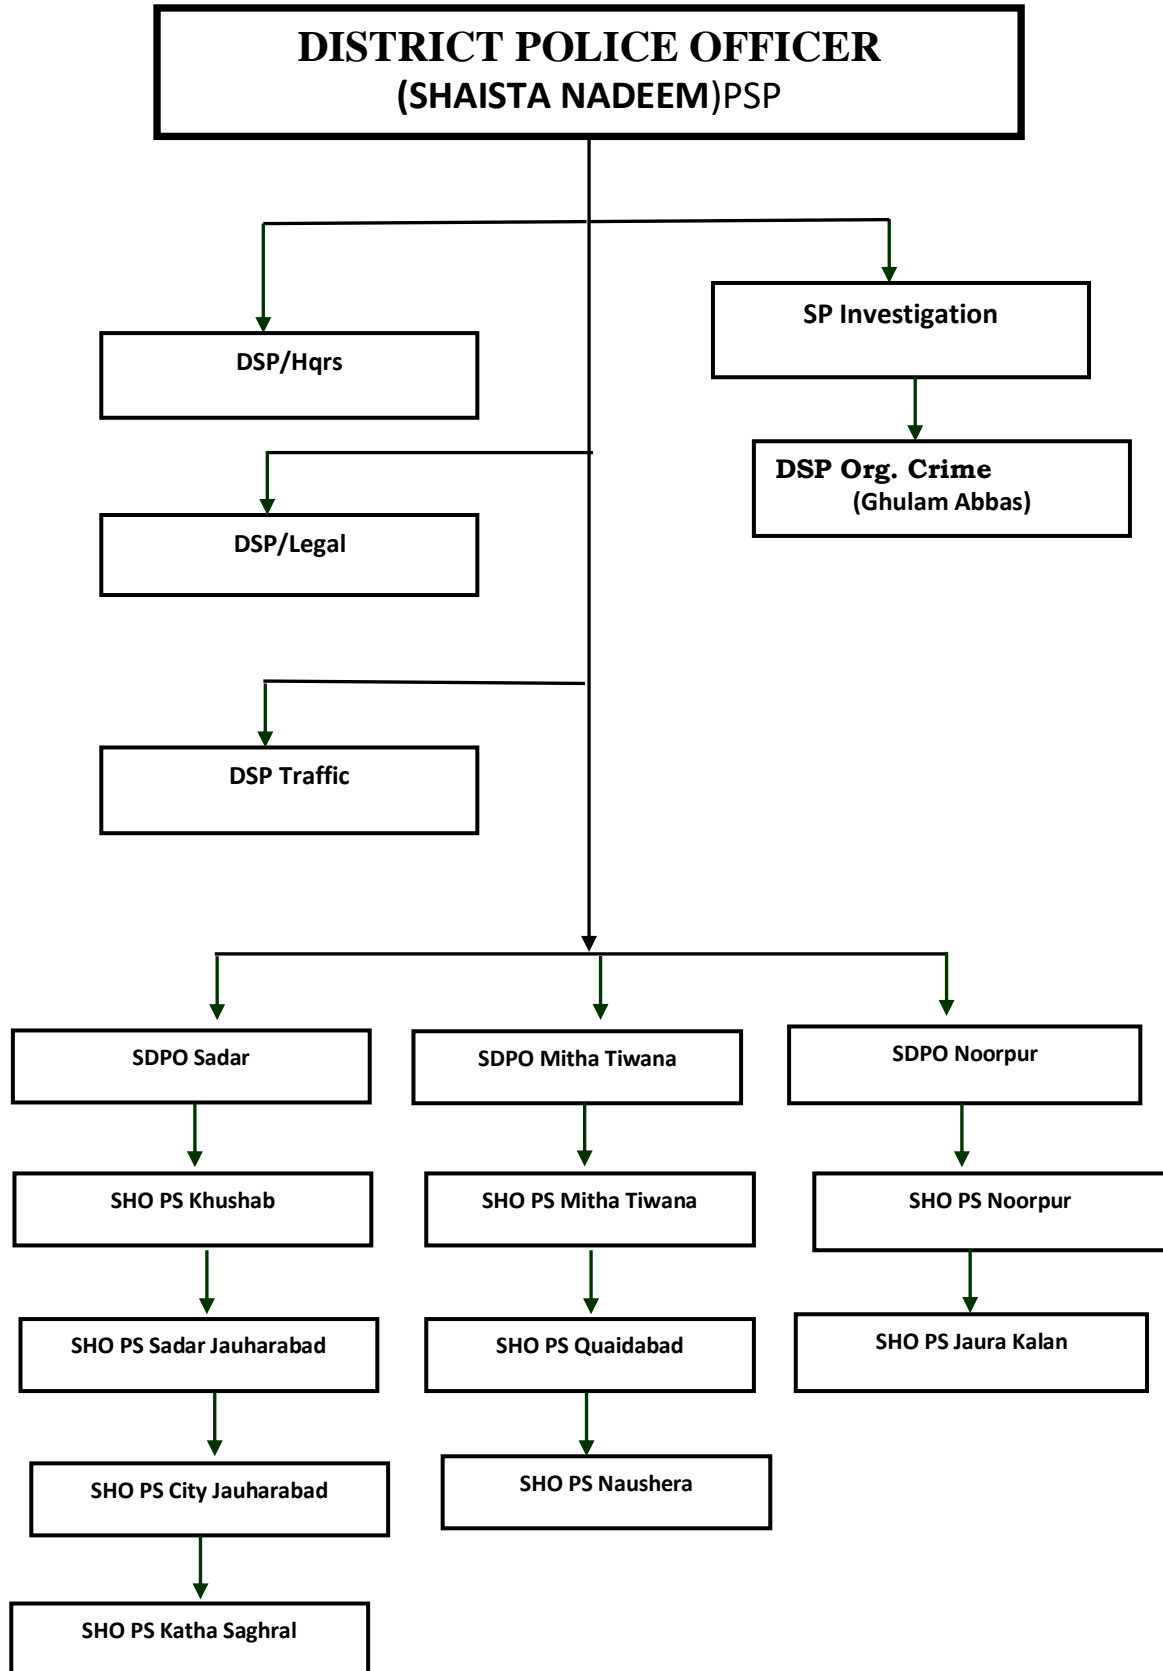 DISTRICT POLICE OFFICER
(SHAISTA NADEEM)PSP
SP Investigation
DSP/Hqrs
DSP Org. Crime
(Ghulam Abbas)
DSP/Legal
DSP Traffic
SDPO Sadar
SDPO Mitha Tiwana
SDPO Noorpur
SHO PS Khushab
SHO PS Mitha Tiwana
SHO PS Noorpur
SHO PS Sadar Jauharabad
SHO PS Quaidabad
SHO PS Jaura Kalan
SHO PS City Jauharabad
SHO PS Naushera
SHO PS Katha Saghral